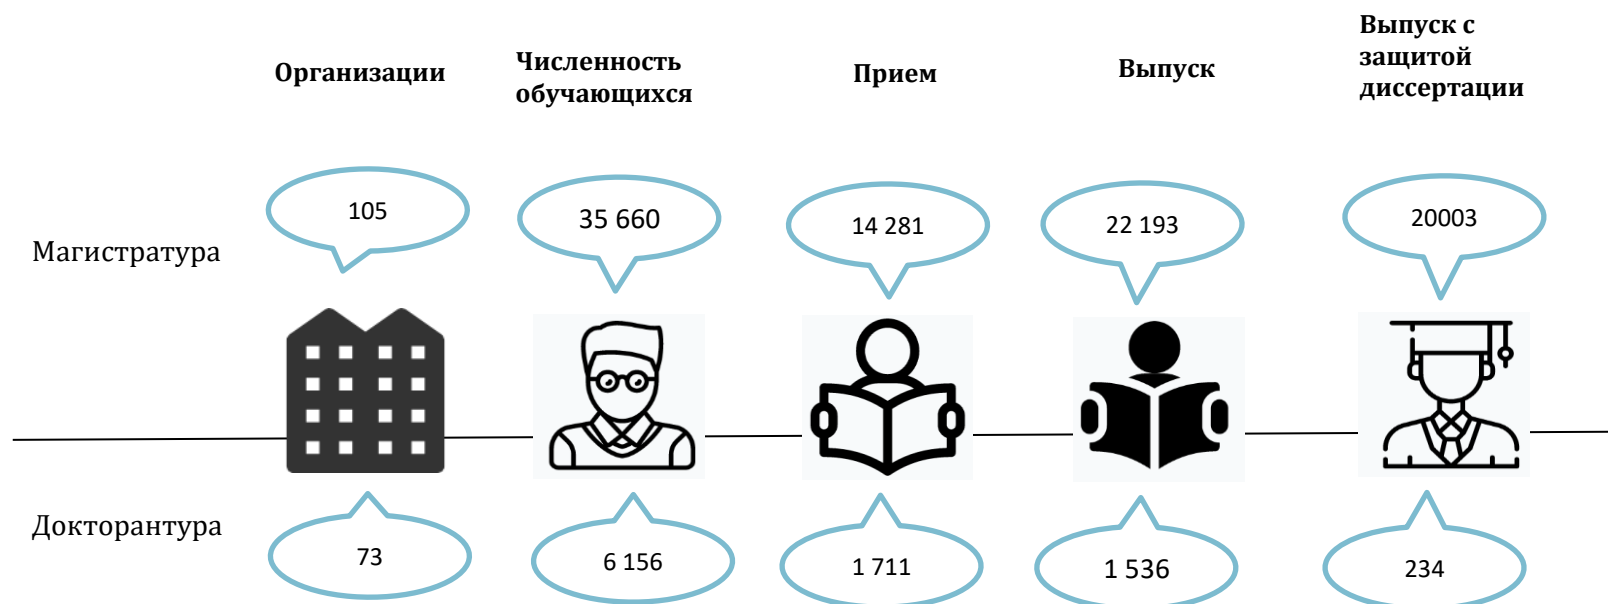 Организации
Численность
обучающихся
Прием
Выпуск
Выпуск с
защитой
диссертации
Магистратура
105
35 660
14 281
22 193
20003
Докторантура
73
6 156
1 711
1 536
234